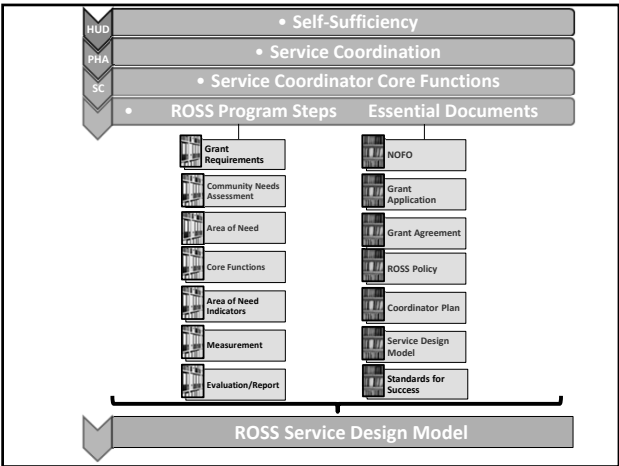 HUD
• Self-Sufficiency
PHA
• Service Coordination
SC
• Service Coordinator Core Functions
• ROSS Program Steps Essential Documents
Grant
Requirements
Community Needs
Assessment
Area of Need
Core Functions
Area of Need
Indicators
Measurement
Evaluation/Report
NOFO
Grant
Application
Grant Agreement
ROSS Policy
Coordinator Plan
Service Design
Model
Standards for
Success
ROSS Service Design Model